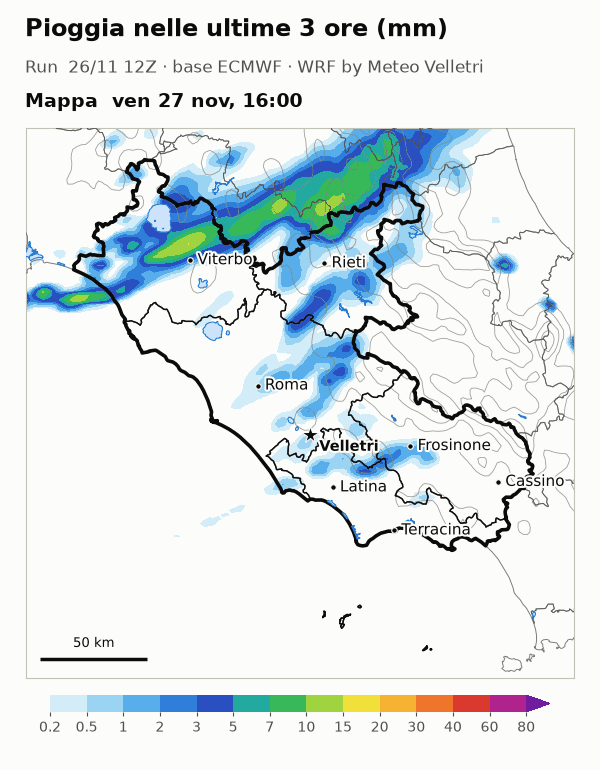 Pioggia nelle ultime 3 ore (mm)
Run  26/11 12Z · base ECMWF · WRF by Meteo Velletri
Mappa  ven 27 nov, 16:00
Viterbo
Rieti
Roma
Velletri
Frosinone
Latina
Cassino
Terracina
50 km
0.2 0.5 1 2 3 5 7 10 15 20 30 40 60 80